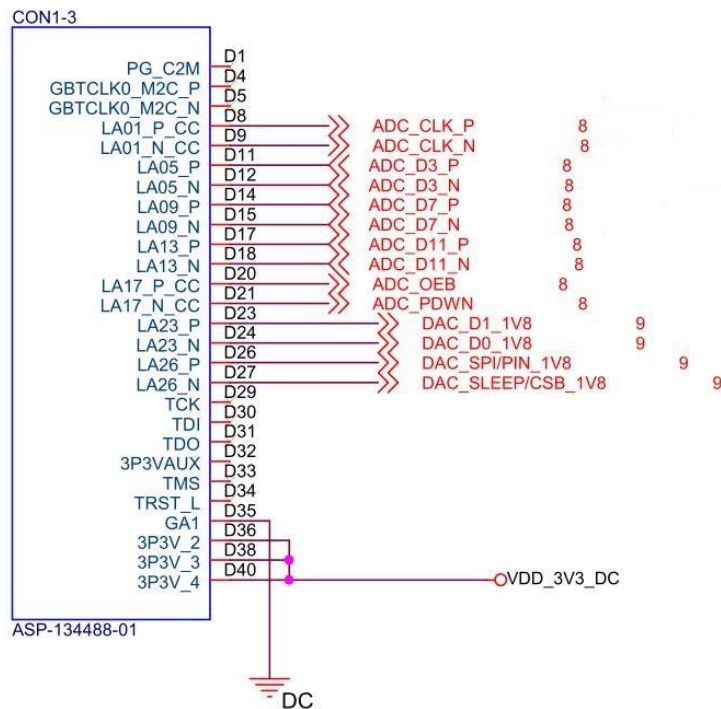 CON1-3
PG_C2M D1
GBTCLK0_M2C_P D4
GBTCLK0_M2C_N D5
LA01_P_CC D8 ADC_CLK_P 8
LA01_N_CC D9 ADC_CLK_N 8
LA05_P D11 ADC_D3_P 8
LA05_N D12 ADC_D3_N 8
LA09_P D14 ADC_D7_P 8
LA09_N D15 ADC_D7_N 8
LA13_P D17 ADC_D11_P 8
LA13_N D18 ADC_D11_N 8
LA17_P_CC D20 ADC_OEB 8
LA17_N_CC D21 ADC_PDWN 8
LA23_P D23 DAC_D1_1V8 9
LA23_N D24 DAC_D0_1V8 9
LA26_P D26 DAC_SPI/PIN_1V8 9
LA26_N D27 DAC_SLEEP/CSB_1V8 9
TCK D29
TDI D30
TDO D31
3P3VAUX D32
TMS D33
TRST_L D34
GA1 D35
3P3V_2 D36
3P3V_3 D38
3P3V_4 D40 VDD_3V3_DC
ASP-134488-01
DC